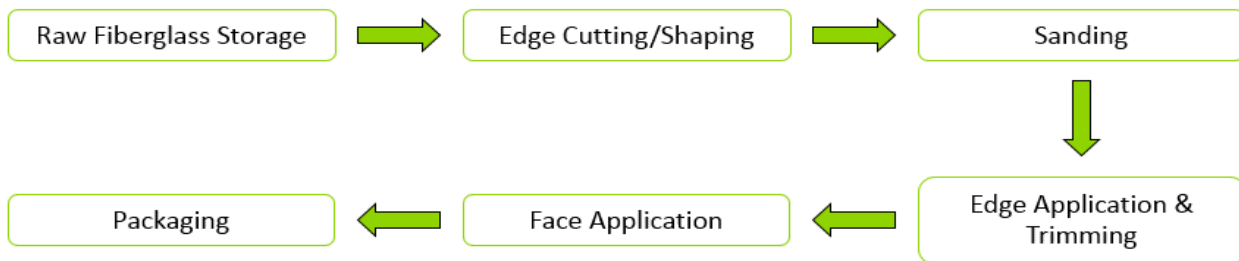 Raw Fiberglass Storage
Edge Cutting/Shaping
Sanding
Edge Application &
Trimming
Face Application
Packaging